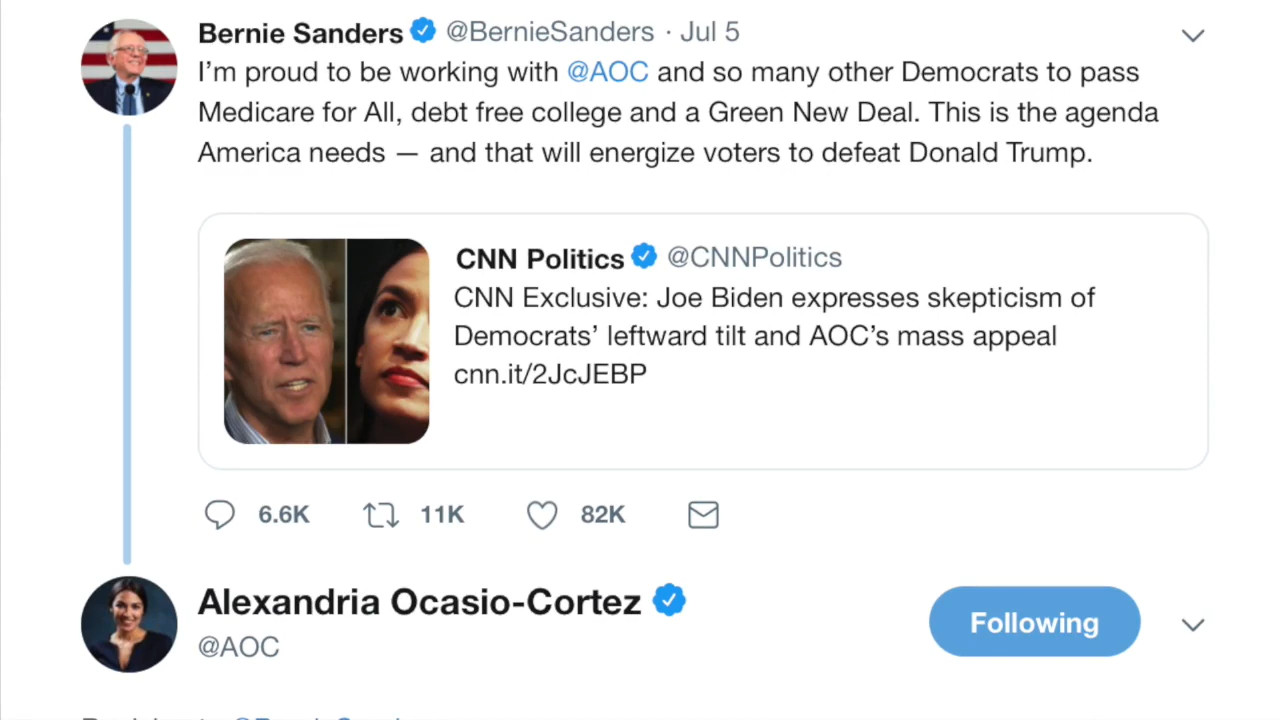 Bernie Sanders @BernieSanders · Jul 5
I’m proud to be working with @AOC and so many other Democrats to pass
Medicare for All, debt free college and a Green New Deal. This is the agenda
America needs — and that will energize voters to defeat Donald Trump.
CNN Politics @CNNPolitics
CNN Exclusive: Joe Biden expresses skepticism of
Democrats’ leftward tilt and AOC’s mass appeal
cnn.it/2JcJEBP
6.6K 11K 82K
Alexandria Ocasio-Cortez
@AOC
Following